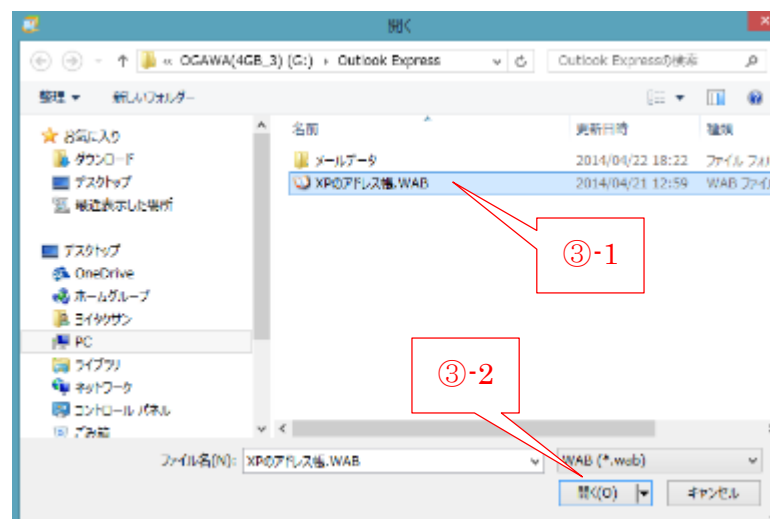 開く
« OGAWA(4GB_3) (G:) › Outlook Express
Outlook Expressの検索
整理 ▼ 新しいフォルダー
名前 更新日時 種類
お気に入り
ダウンロード
デスクトップ
最近表示した場所
メールデータ 2014/04/22 18:22 ファイル フォル
XPのアドレス帳.WAB 2014/04/21 12:59 WAB ファイル
③-1
デスクトップ
OneDrive
ホームグループ
PC
ライブラリ
ネットワーク
コントロール パネル
ごみ箱
③-2
ファイル名(N): XPのアドレス帳.WAB WAB (*.wab)
開く(O) キャンセル